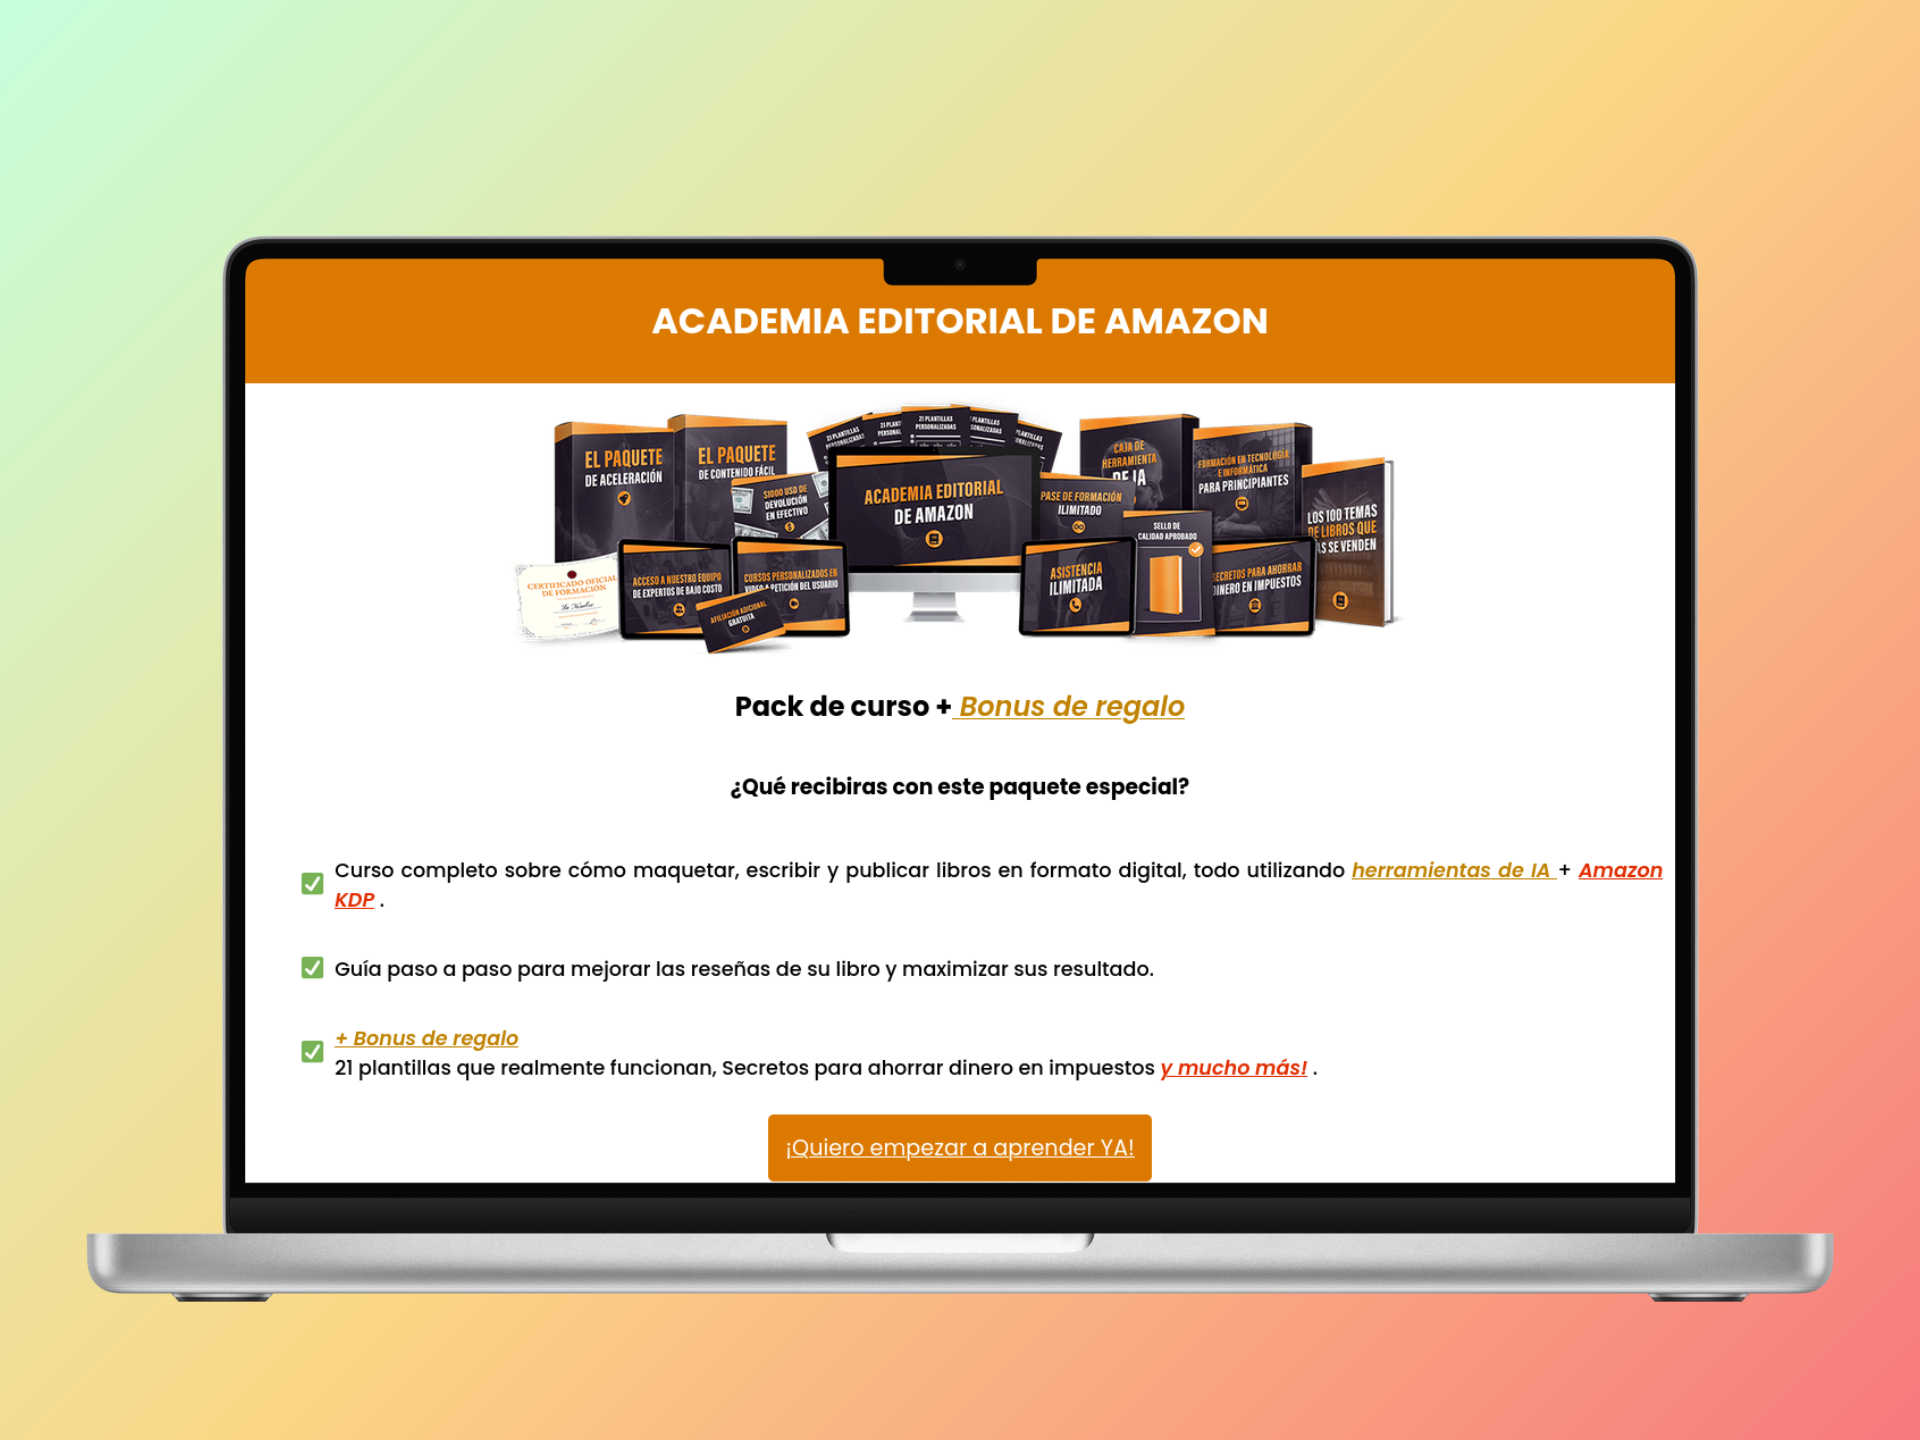 ACADEMIA EDITORIAL DE AMAZON
EL PAQUETE
DE ACELERACIÓN
EL PAQUETE
DE CONTENIDO FÁCIL
$1000 USD DE
DEVOLUCIÓN
EN EFECTIVO
21 PLANTILLAS
21 PLANTILLAS
PERSONALIZADAS
PLANTILLAS
PLANTILLAS
ACADEMIA EDITORIAL
DE AMAZON
PASE DE FORMACIÓN
ILIMITADO
CAJA DE
HERRAMIENTA
DE IA
FORMACIÓN EN TECNOLOGÍA
E INFORMÁTICA
PARA PRINCIPIANTES
LOS 100 TEMAS
DE LIBROS QUE
AS SE VENDEN
SELLO DE
CALIDAD APROBADO
CERTIFICADO OFICIAL
DE FORMACIÓN
ACCESO A NUESTRO EQUIPO
DE EXPERTOS DE BAJO COSTO
CURSOS PERSONALIZADOS EN
PETICIÓN DEL USUARIO
AFILIACIÓN ADICIONAL
GRATUITA
ASISTENCIA
ILIMITADA
SECRETOS PARA AHORRAR
DINERO EN IMPUESTOS
Pack de curso + Bonus de regalo
¿Qué recibiras con este paquete especial?
Curso completo sobre cómo maquetar, escribir y publicar libros en formato digital, todo utilizando herramientas de IA + Amazon
KDP .
Guía paso a paso para mejorar las reseñas de su libro y maximizar sus resultado.
+ Bonus de regalo
21 plantillas que realmente funcionan, Secretos para ahorrar dinero en impuestos y mucho más! .
¡Quiero empezar a aprender YA!